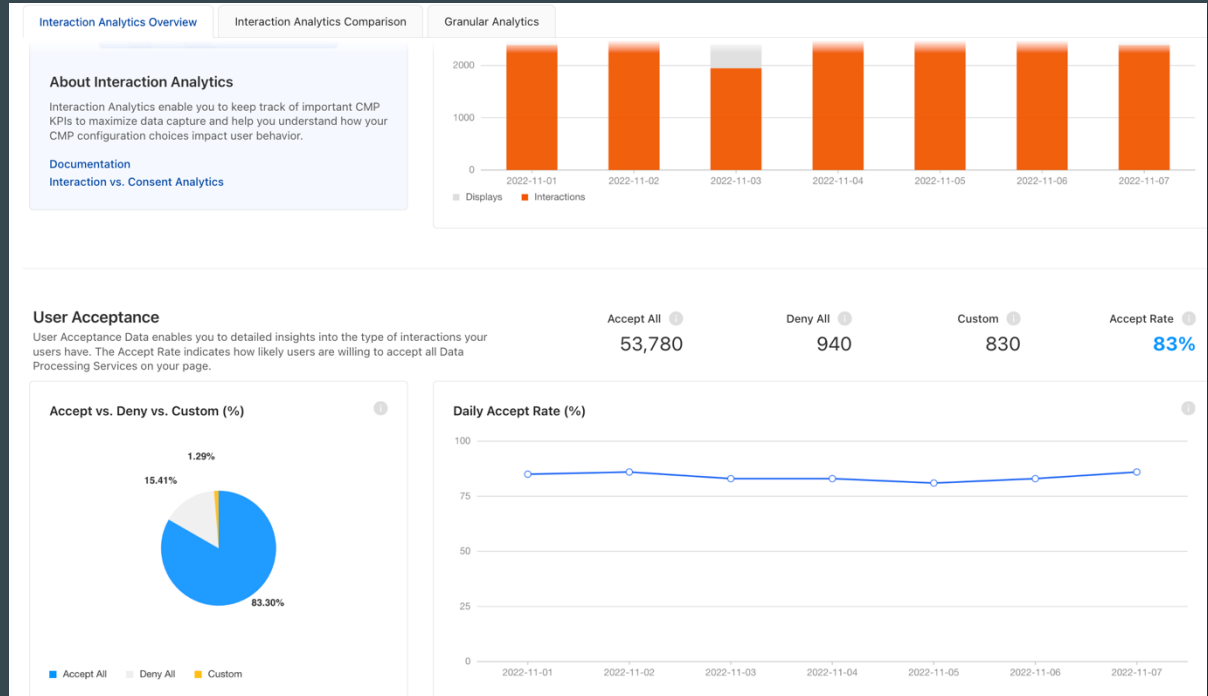 Interaction Analytics Overview
Interaction Analytics Comparison
Granular Analytics
About Interaction Analytics
Interaction Analytics enable you to keep track of important CMP
KPIs to maximize data capture and help you understand how your
CMP configuration choices impact user behavior.
Documentation
Interaction vs. Consent Analytics
2000
1000
0
2022-11-01 2022-11-02 2022-11-03 2022-11-04 2022-11-05 2022-11-06 2022-11-07
Displays Interactions
User Acceptance
User Acceptance Data enables you to detailed insights into the type of interactions your
users have. The Accept Rate indicates how likely users are willing to accept all Data
Processing Services on your page.
Accept All
53,780
Deny All
940
Custom
830
Accept Rate
83%
Accept vs. Deny vs. Custom (%)
1.29%
15.41%
83.30%
Accept All Deny All Custom
Daily Accept Rate (%)
100
75
50
25
0
2022-11-01 2022-11-02 2022-11-03 2022-11-04 2022-11-05 2022-11-06 2022-11-07